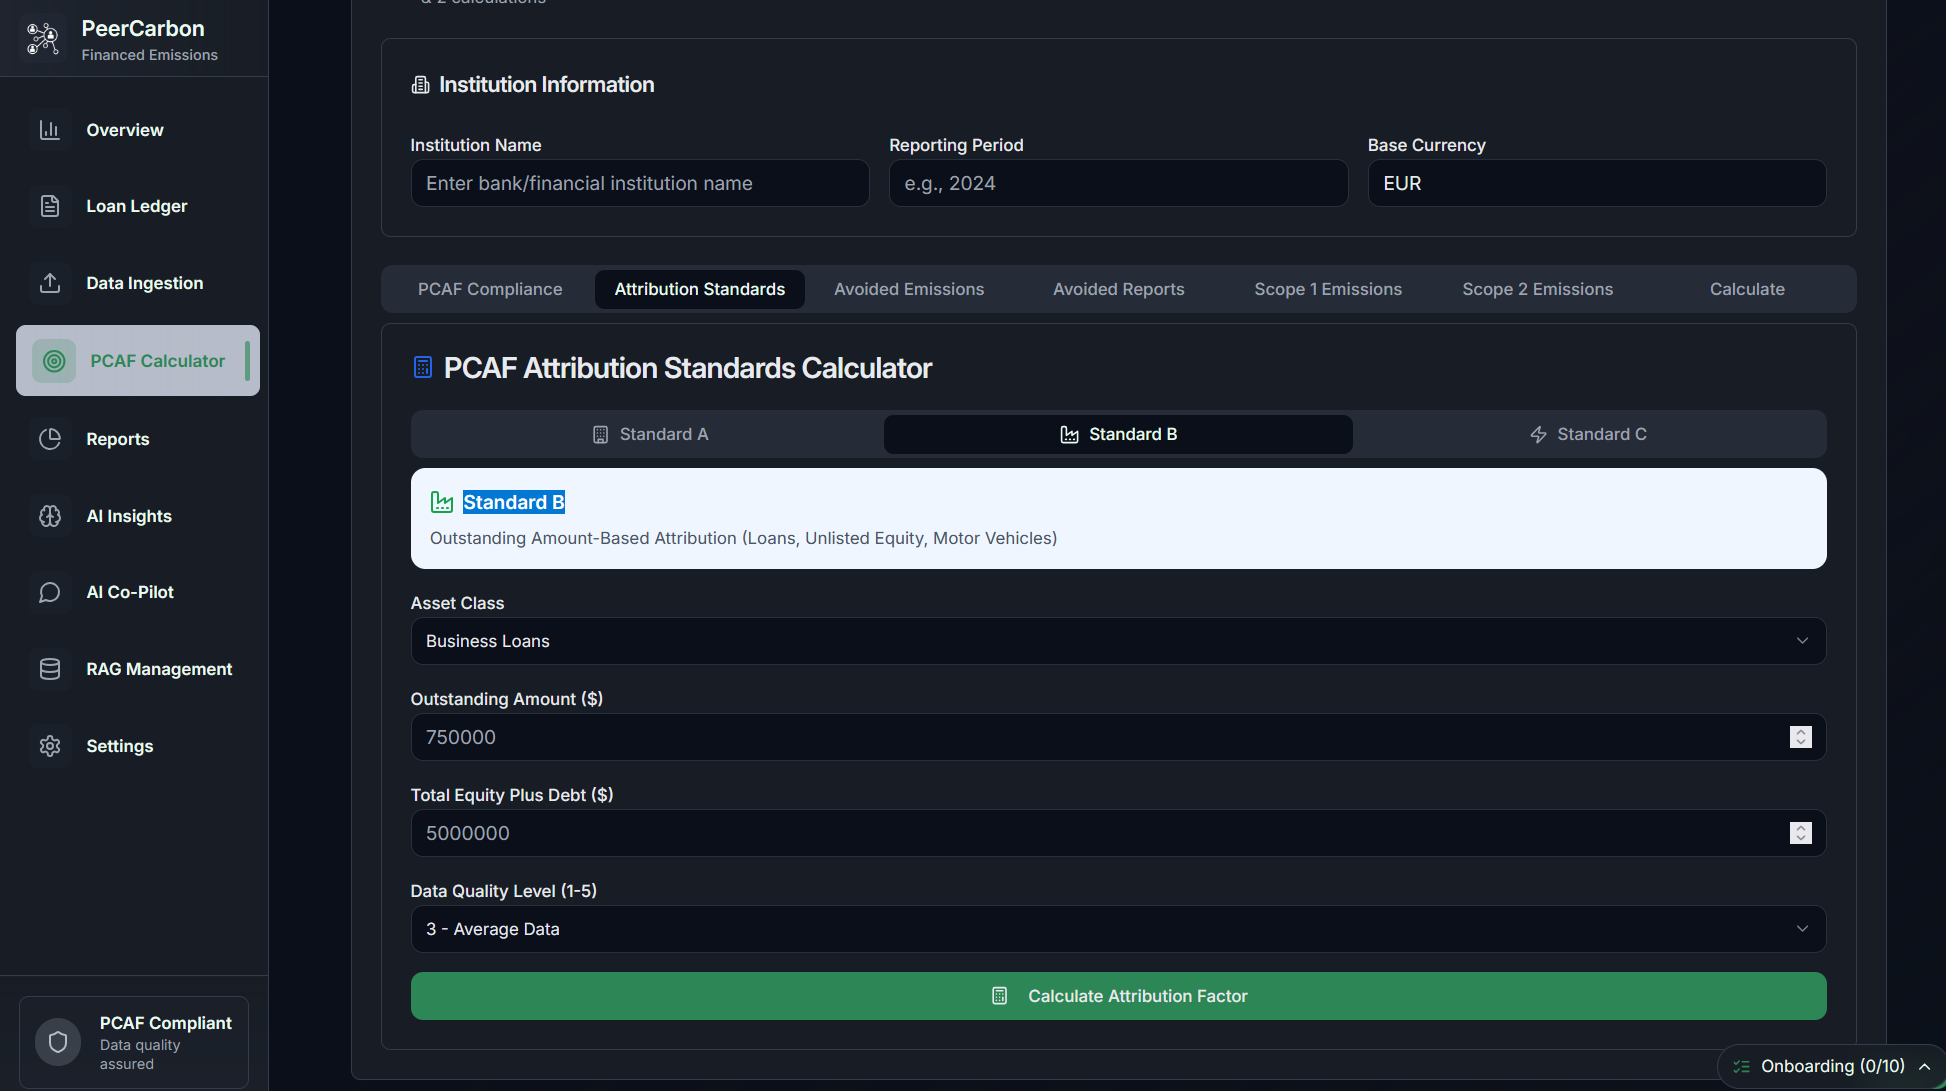 PeerCarbon
Financed Emissions
Overview
Loan Ledger
Data Ingestion
PCAF Calculator
Reports
AI Insights
AI Co-Pilot
RAG Management
Settings
PCAF Compliant
Data quality
assured
& 2 calculations
Institution Information
Institution Name
Enter bank/financial institution name
Reporting Period
e.g., 2024
Base Currency
EUR
PCAF Compliance
Attribution Standards
Avoided Emissions
Avoided Reports
Scope 1 Emissions
Scope 2 Emissions
Calculate
PCAF Attribution Standards Calculator
Standard A
Standard B
Standard C
Standard B
Outstanding Amount-Based Attribution (Loans, Unlisted Equity, Motor Vehicles)
Asset Class
Business Loans
Outstanding Amount ($)
750000
Total Equity Plus Debt ($)
5000000
Data Quality Level (1-5)
3 - Average Data
Calculate Attribution Factor
Onboarding (0/10)